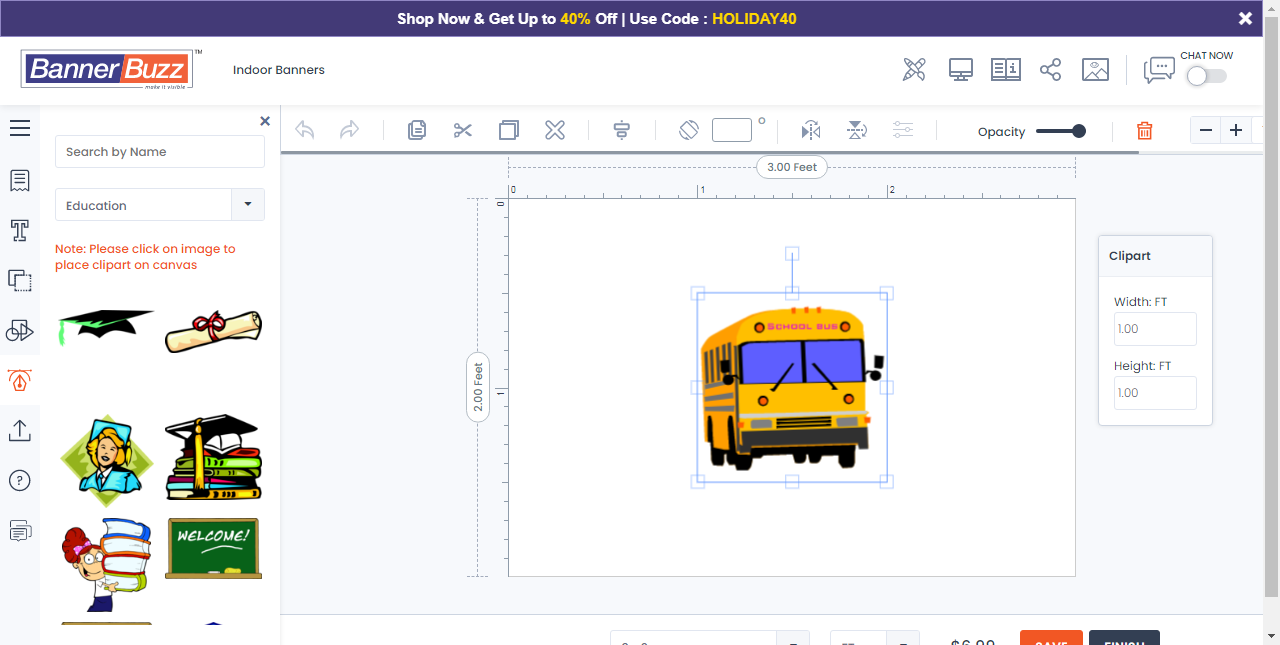 Shop Now & Get Up to 40% Off | Use Code : HOLIDAY40
BannerBuzz™
make it visible
Indoor Banners
CHAT NOW
Opacity
Search by Name
Education
Note: Please click on image to
place clipart on canvas
WELCOME!
3.00 Feet
0 1 2
0
1
2.00 Feet
SCHOOL BUS
Clipart
Width: FT
1.00
Height: FT
1.00